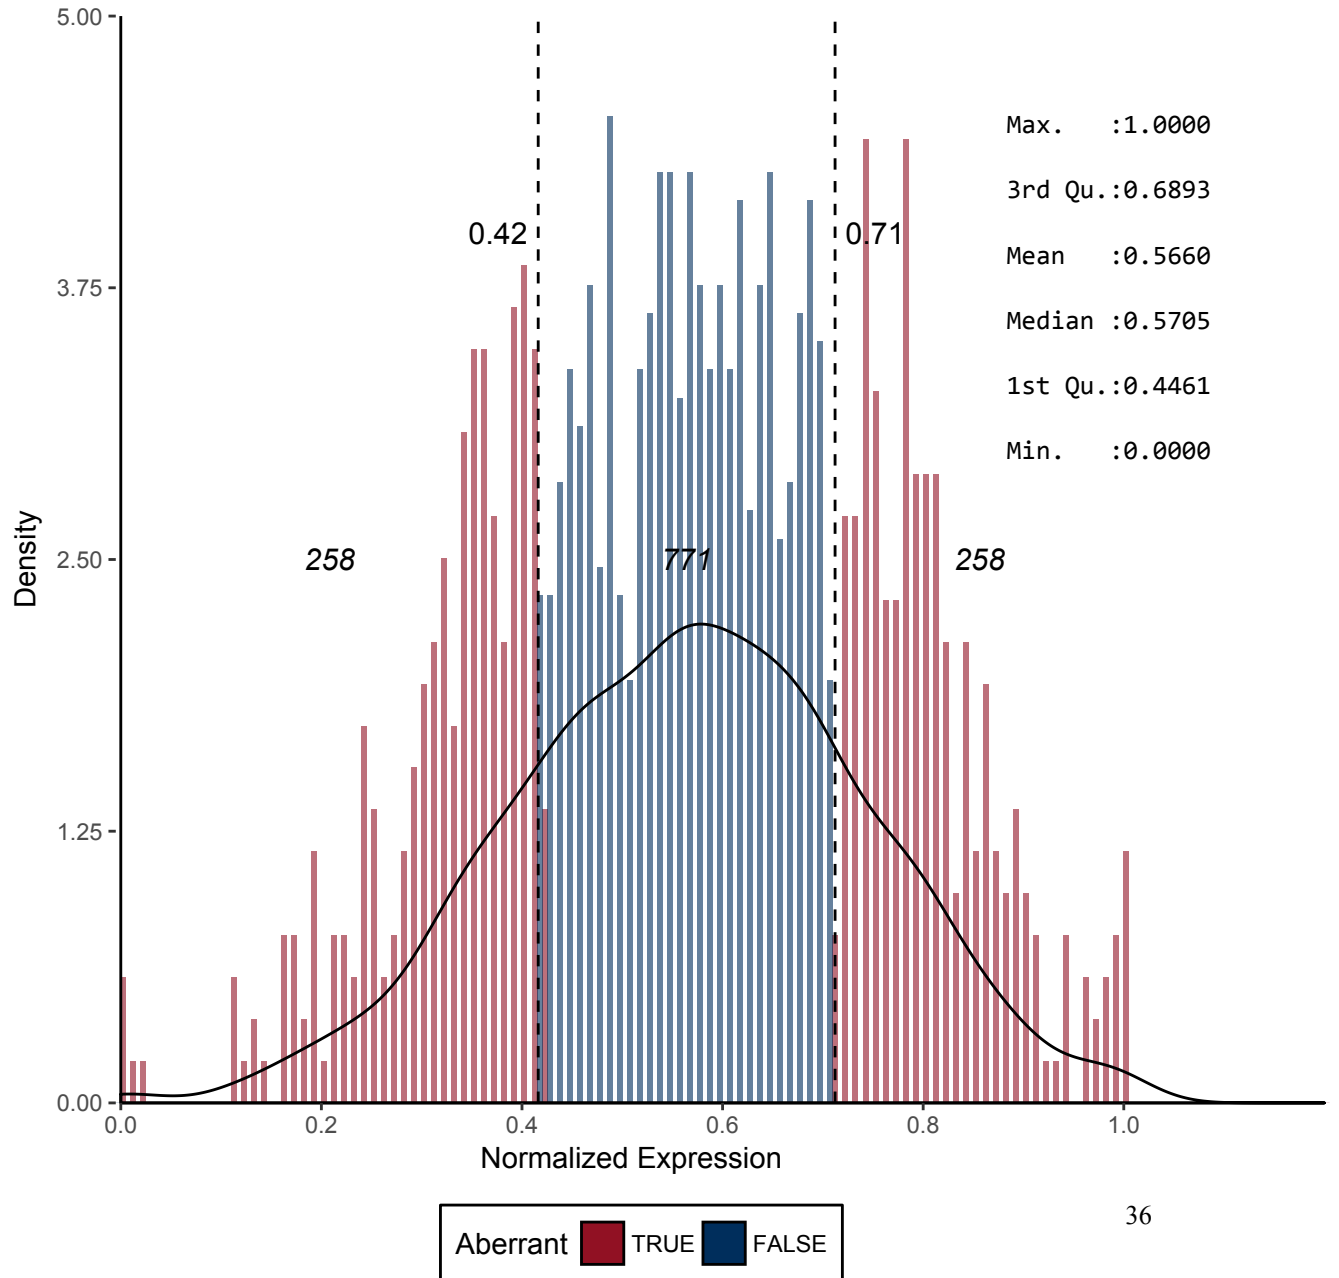 5.00
Max. :1.0000
3rd Qu.:0.6893
0.42
0.71
Mean :0.5660
3.75
Median :0.5705
1st Qu.:0.4461
Min. :0.0000
Density
2.50
258
771
258
1.25
0.00
0.0 0.2 0.4 0.6 0.8 1.0
Normalized Expression
36
Aberrant TRUE FALSE